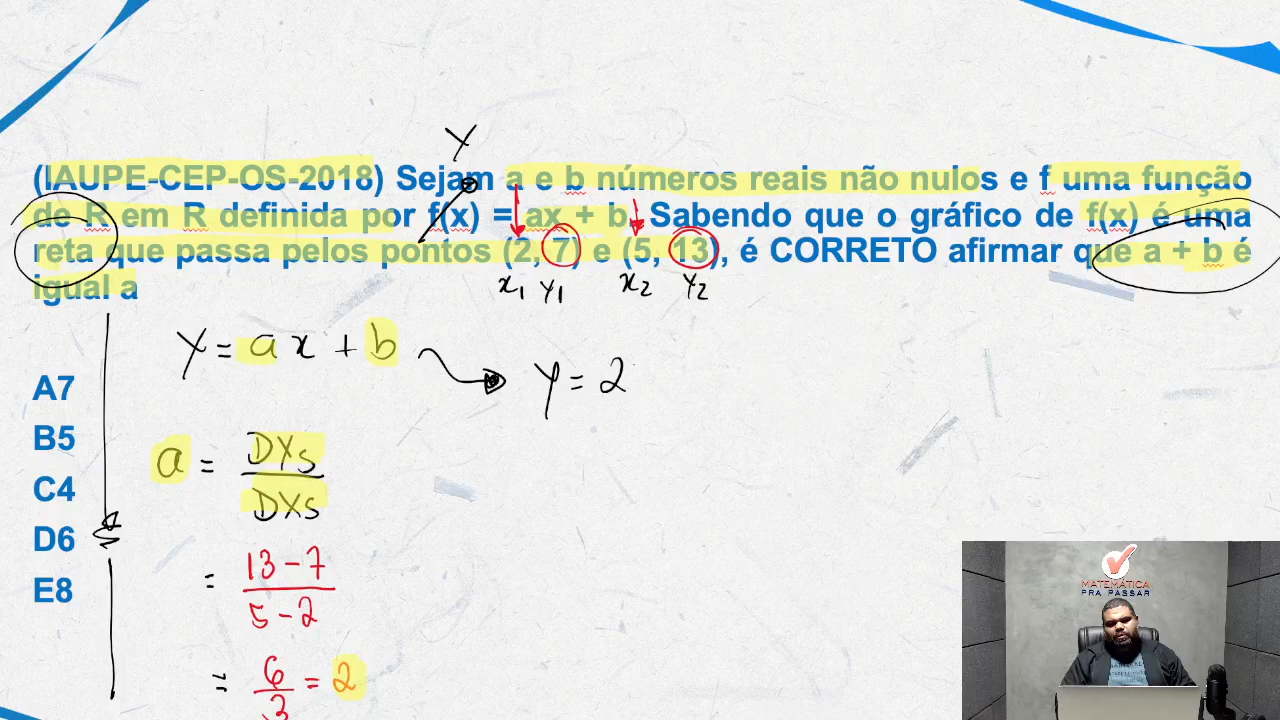 Y
(IAUPE-CEP-OS-2018) Sejam a e b números reais não nulos e f uma função
de R em R definida por f(x) = ax + b. Sabendo que o gráfico de f(x) é uma
reta que passa pelos pontos (2, 7) e (5, 13), é CORRETO afirmar que a + b é
igual a
x1 y1 x2 y2
y = ax + b
y = 2
A7
B5
C4
D6
E8
a = DYs
DXs
= 13 - 7
5 - 2
= 6 = 2
3
MATEMÁTICA
PRA PASSAR